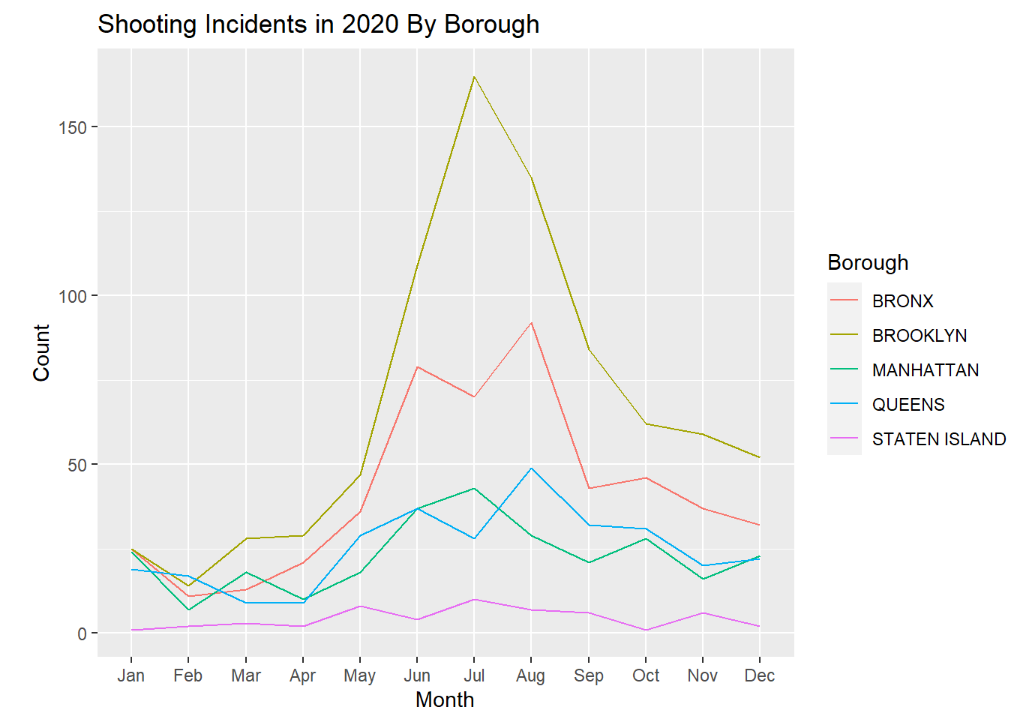 Shooting Incidents in 2020 By Borough
150
100
50
0
Count
Jan Feb Mar Apr May Jun Jul Aug Sep Oct Nov Dec
Month
Borough
BRONX
BROOKLYN
MANHATTAN
QUEENS
STATEN ISLAND